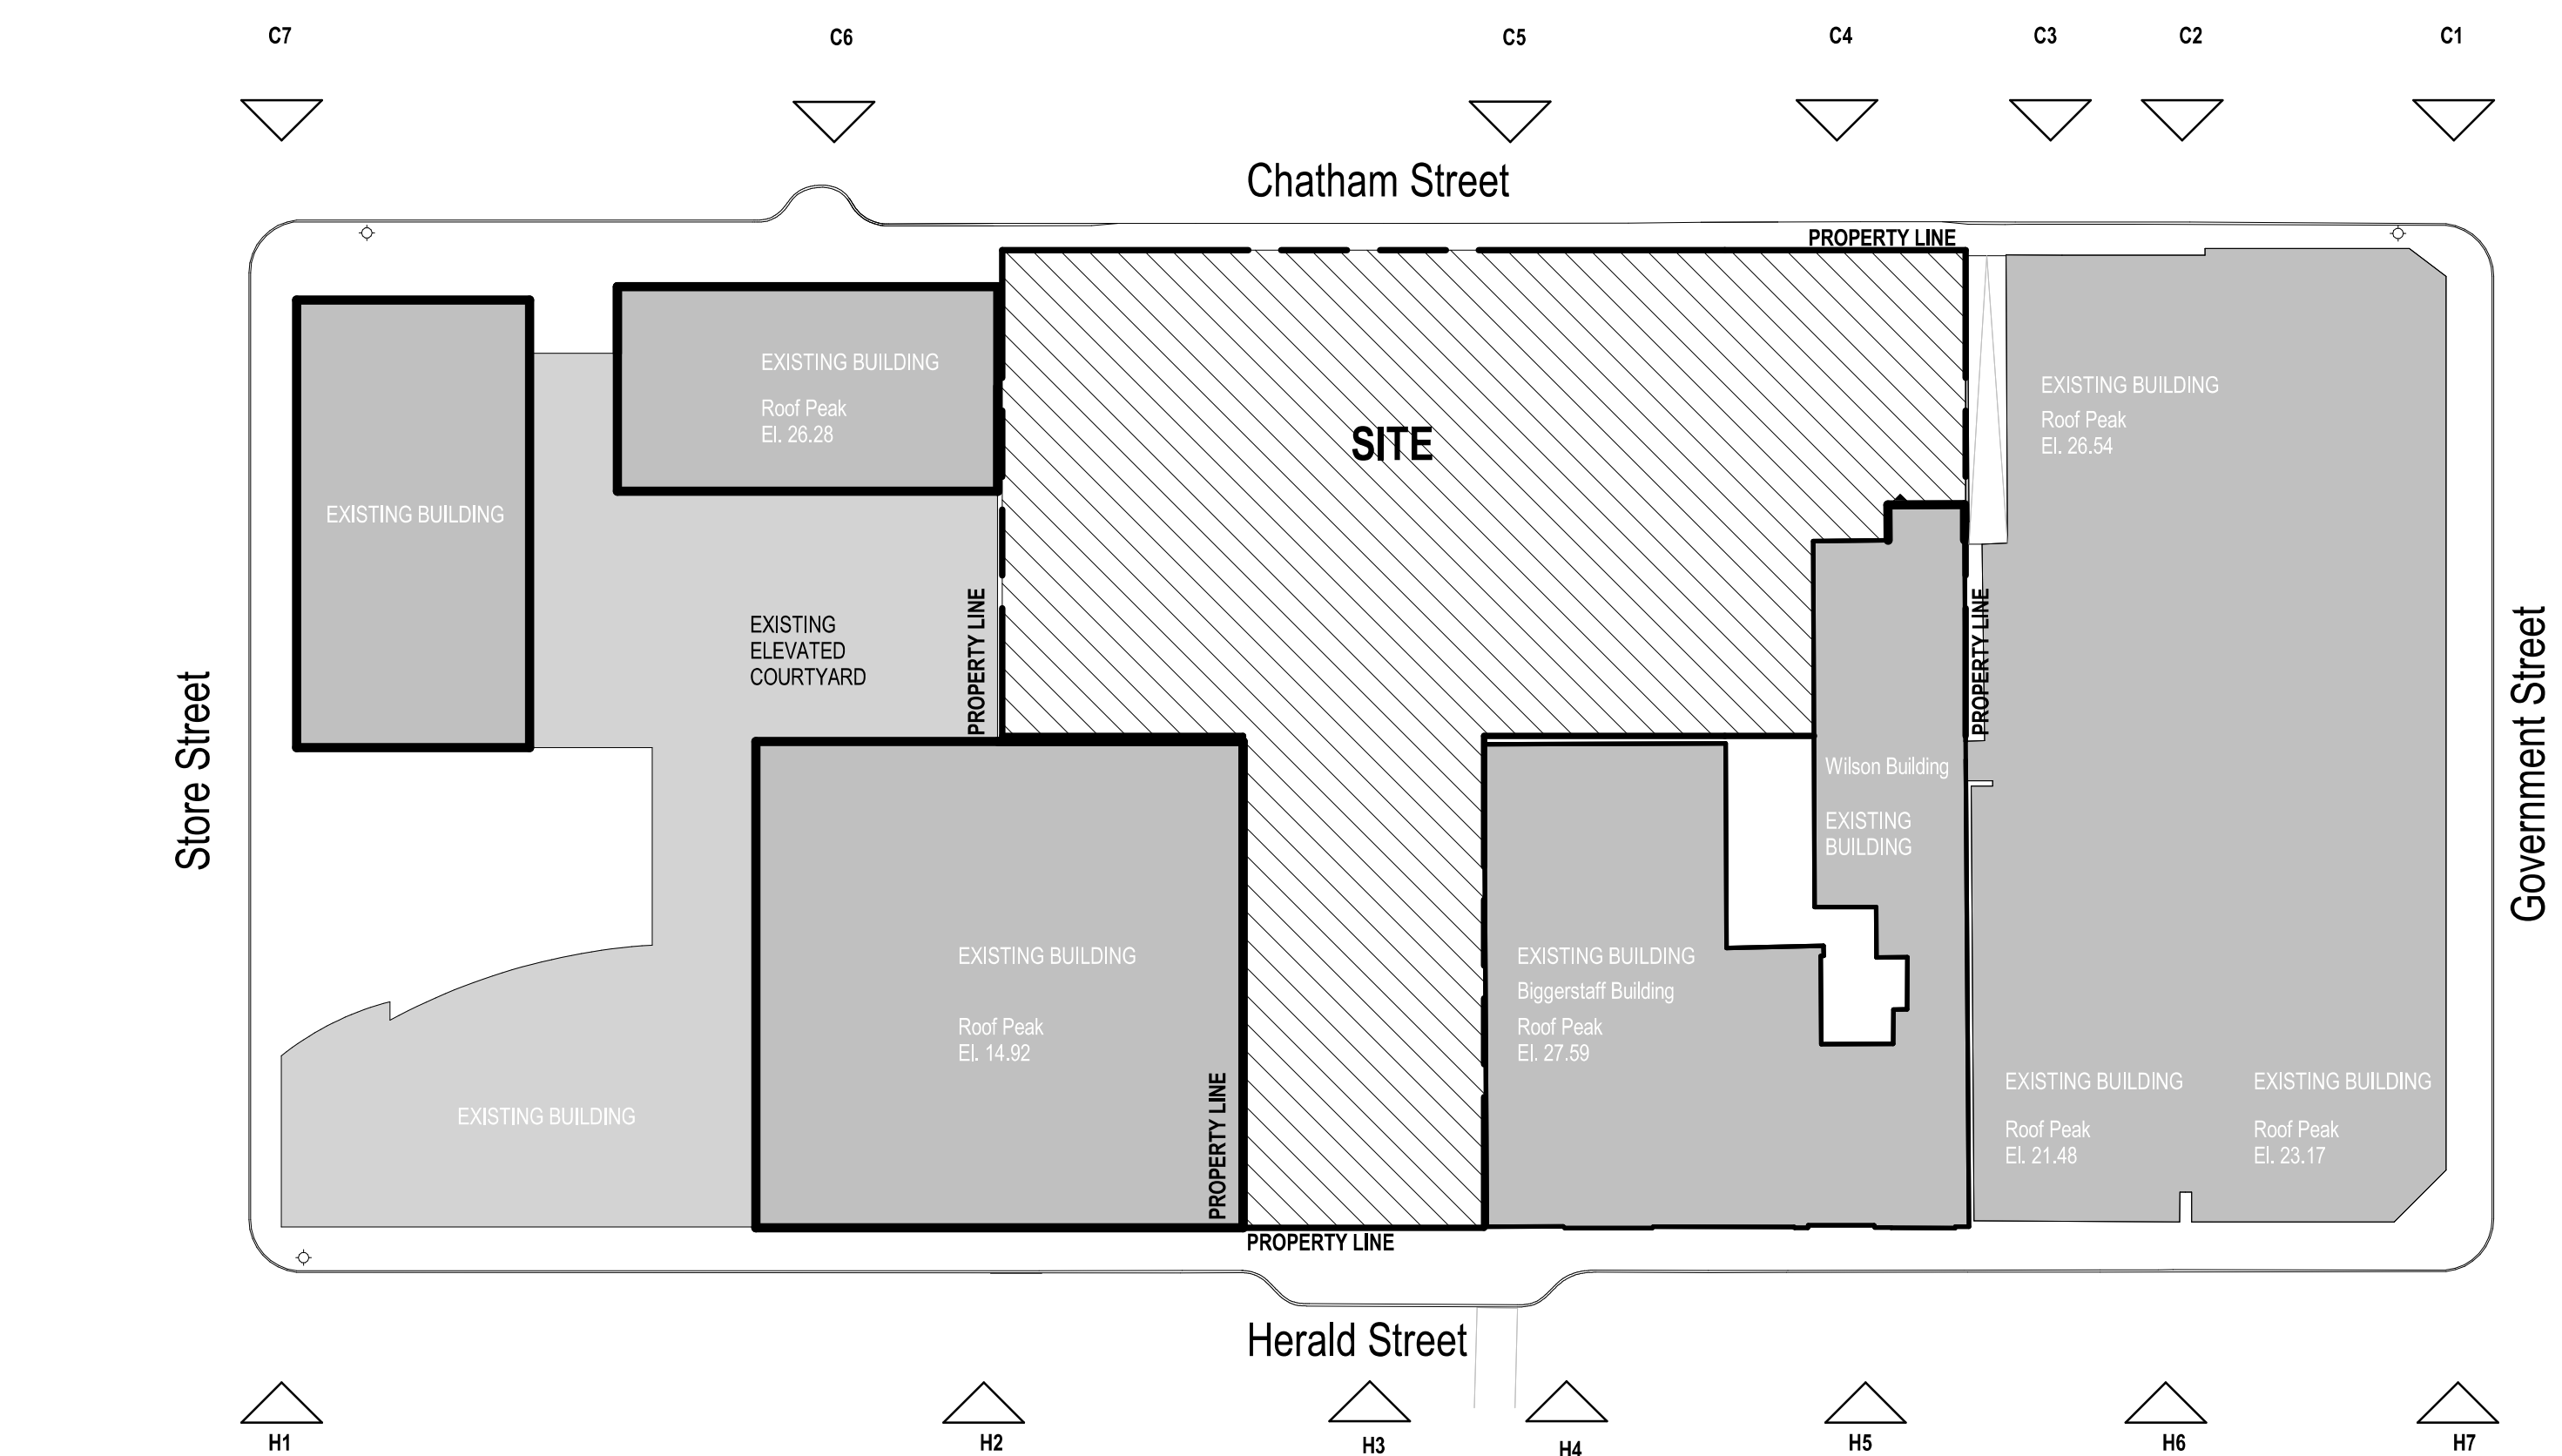 C7
C6
C5
C4
C3
C2
C1
Chatham Street
PROPERTY LINE
EXISTING BUILDING
Roof Peak
El. 26.28
EXISTING BUILDING
Roof Peak
El. 26.54
SITE
EXISTING BUILDING
EXISTING
ELEVATED
COURTYARD
PROPERTY LINE
PROPERTY LINE
Store Street
Government Street
Wilson Building
EXISTING
BUILDING
EXISTING BUILDING
Roof Peak
El. 14.92
EXISTING BUILDING
Biggerstaff Building
Roof Peak
El. 27.59
EXISTING BUILDING
PROPERTY LINE
EXISTING BUILDING
Roof Peak
El. 21.48
EXISTING BUILDING
Roof Peak
El. 23.17
PROPERTY LINE
Herald Street
H1
H2
H3
H4
H5
H6
H7